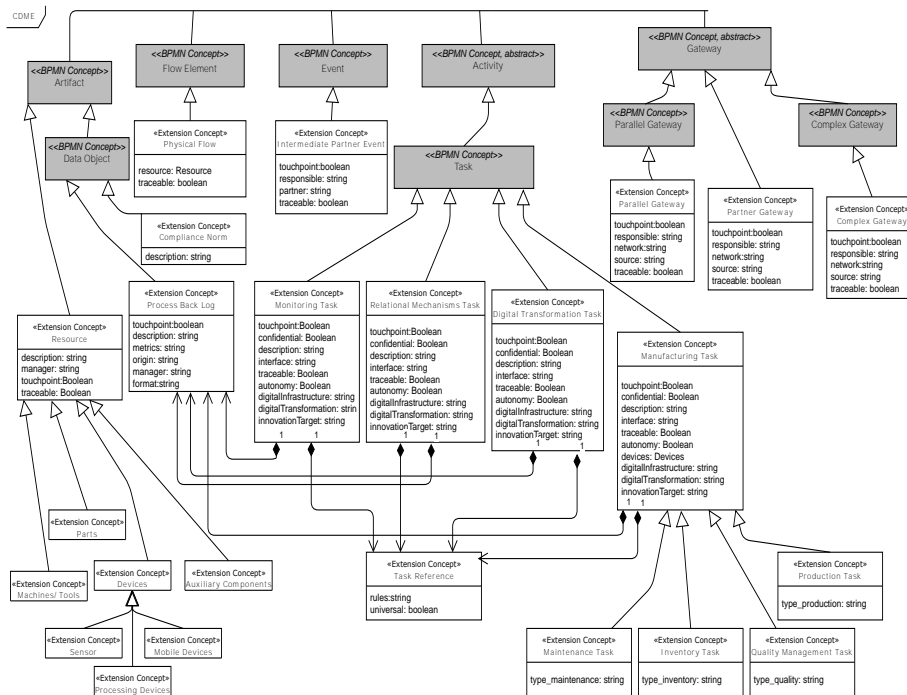 CDME
<<BPMN Concept>>
Artifact
<<BPMN Concept>>
Flow Element
<<BPMN Concept>>
Event
<<BPMN Concept, abstract>>
Activity
<<BPMN Concept, abstract>>
Gateway
<<BPMN Concept>>
Data Object
«Extension Concept»
Physical Flow
resource: Resource
traceable: boolean
«Extension Concept»
Intermediate Partner Event
touchpoint:boolean
responsible: string
partner: string
traceable: boolean
<<BPMN Concept>>
Task
<<BPMN Concept>>
Parallel Gateway
<<BPMN Concept>>
Complex Gateway
«Extension Concept»
Compliance Norm
description: string
«Extension Concept»
Parallel Gateway
touchpoint:boolean
responsible: string
network:string
source: string
traceable: boolean
«Extension Concept»
Partner Gateway
touchpoint:boolean
responsible: string
network:string
source: string
traceable: boolean
«Extension Concept»
Complex Gateway
touchpoint:boolean
responsible: string
network:string
source: string
traceable: boolean
«Extension Concept»
Resource
description: string
manager: string
touchpoint:Boolean
traceable: Boolean
«Extension Concept»
Process Back Log
touchpoint:boolean
description: string
metrics: string
origin: string
manager: string
format:string
«Extension Concept»
Monitoring Task
touchpoint:Boolean
confidential: Boolean
description: string
interface: string
traceable: Boolean
autonomy: Boolean
digitalInfrastructure: string
digitalTransformation: strin
innovationTarget: string
1
1
«Extension Concept»
Relational Mechanisms Task
touchpoint:Boolean
confidential: Boolean
description: string
interface: string
traceable: Boolean
autonomy: Boolean
digitalInfrastructure: string
digitalTransformation: string
innovationTarget: string
1
1
«Extension Concept»
Digital Transformation Task
touchpoint:Boolean
confidential: Boolean
description: string
interface: string
traceable: Boolean
autonomy: Boolean
digitalInfrastructure: string
digitalTransformation: string
innovationTarget: string
1
1
«Extension Concept»
Manufacturing Task
touchpoint:Boolean
confidential: Boolean
description: string
interface: string
traceable: Boolean
autonomy: Boolean
devices: Devices
digitalInfrastructure: string
digitalTransformation: string
innovationTarget: string
1
1
«Extension Concept»
Parts
«Extension Concept»
Machines/ Tools
«Extension Concept»
Devices
«Extension Concept»
Auxiliary Components
«Extension Concept»
Task Reference
rules:string
universal: boolean
«Extension Concept»
Production Task
type_production: string
«Extension Concept»
Sensor
«Extension Concept»
Mobile Devices
«Extension Concept»
Processing Devices
«Extension Concept»
Maintenance Task
type_maintenance: string
«Extension Concept»
Inventory Task
type_inventory: string
«Extension Concept»
Quality Management Task
type_quality: string